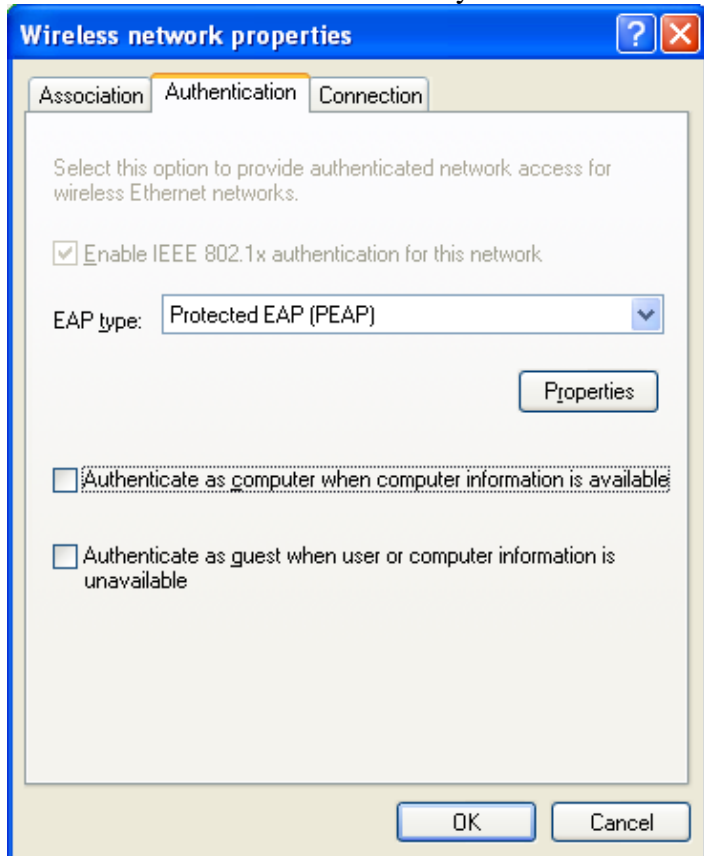 Wireless network properties
Association Authentication Connection
Select this option to provide authenticated network access for
wireless Ethernet networks.
Enable IEEE 802.1x authentication for this network
EAP type: Protected EAP (PEAP)
Properties
Authenticate as computer when computer information is available
Authenticate as guest when user or computer information is
unavailable
OK Cancel